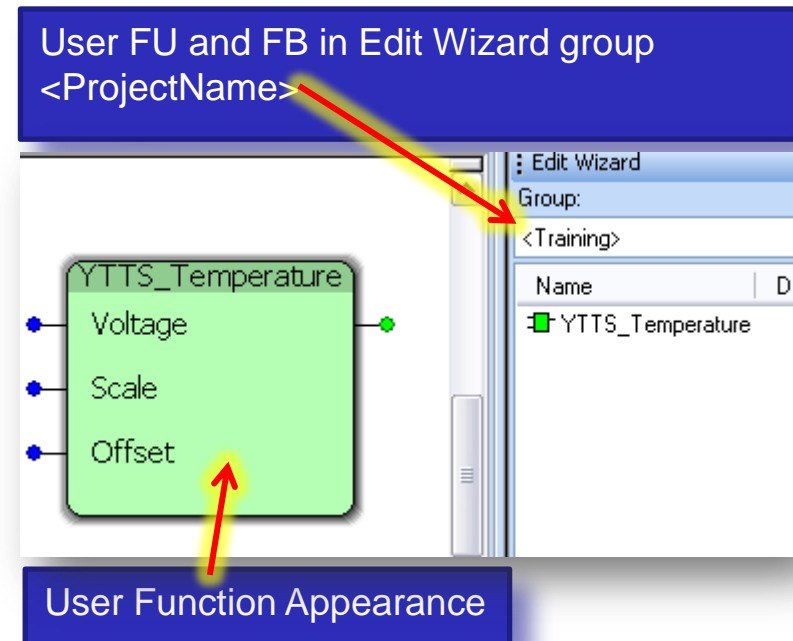 User FU and FB in Edit Wizard group
<ProjectName>
Edit Wizard
Group:
<Training>
Name D
YTTS_Temperature
YTTS_Temperature
Voltage
Scale
Offset
User Function Appearance